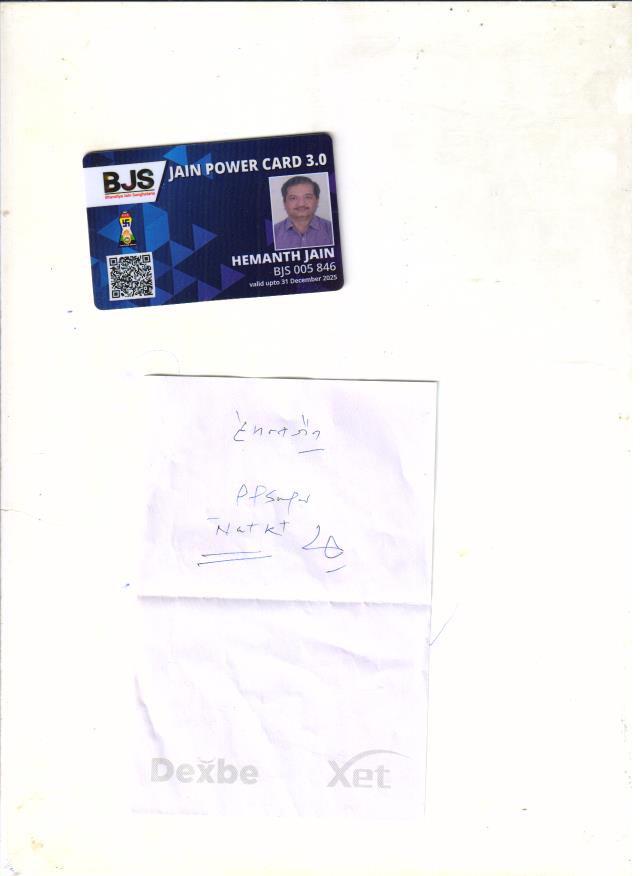 JAIN POWER CARD 3.0
BJS
Bharatiya Jain Sanghatana
HEMANTH JAIN
BJS 005 846
valid upto 31 December 2025
हेमन्त जैन
Dexbe
Xet